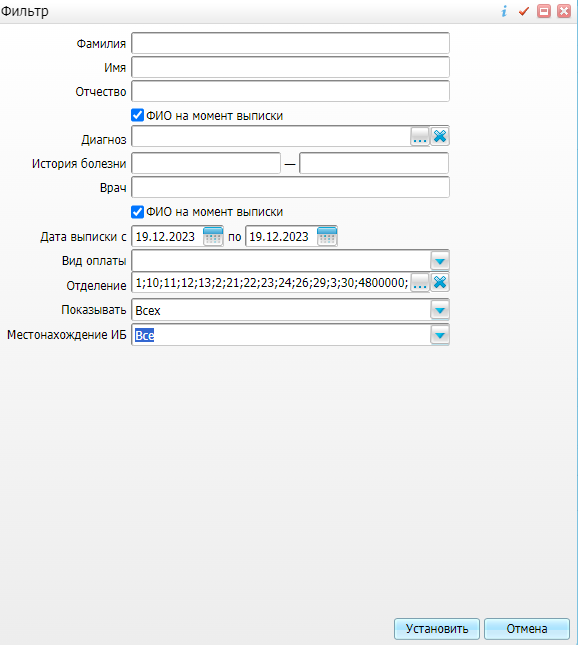 Фильтр
Фамилия
Имя
Отчество
ФИО на момент выписки
Диагноз ...
История болезни —
Врач
ФИО на момент выписки
Дата выписки с 19.12.2023 по 19.12.2023
Вид оплаты
Отделение 1;10;11;12;13;2;21;22;23;24;26;29;3;30;4800000; ...
Показывать Всех
Местонахождение ИБ Все
Установить Отмена